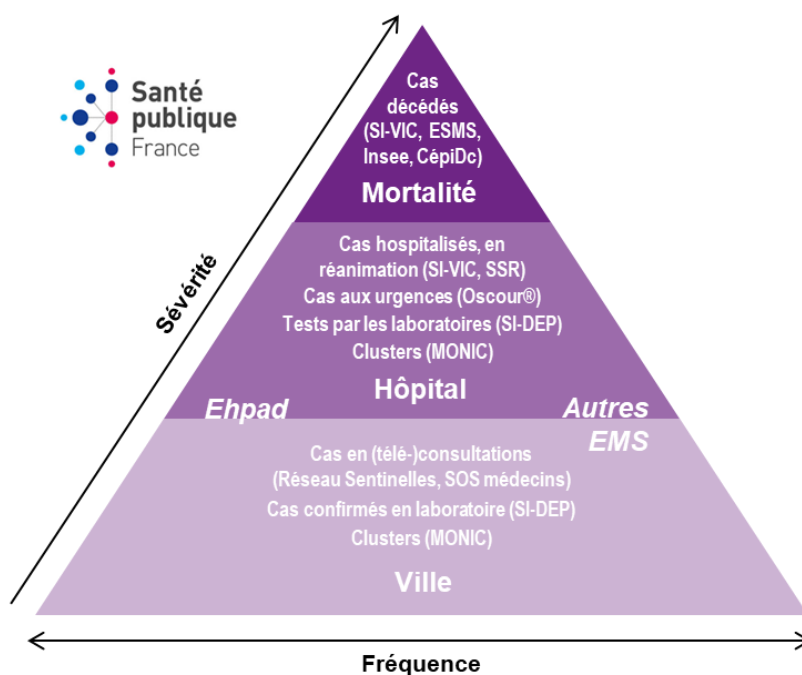 Santé
publique
France
Cas
décédés
(SI-VIC, ESMS,
Insee, CépiDc)
Mortalité
Sévérité
Cas hospitalisés, en
réanimation (SI-VIC, SSR)
Cas aux urgences (Oscour®)
Tests par les laboratoires (SI-DEP)
Clusters (MONIC)
Hôpital
Ehpad
Autres
EMS
Cas en (télé-)consultations
(Réseau Sentinelles, SOS médecins)
Cas confirmés en laboratoire (SI-DEP)
Clusters (MONIC)
Ville
Fréquence